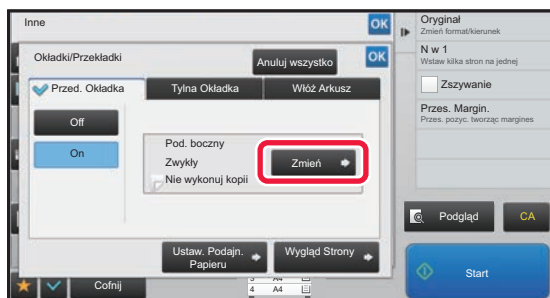 Inne
OK
Okładki/Przekładki
Anuluj wszystko
OK
Przed. Okładka
Tylna Okładka
Włóż Arkusz
Off
On
Pod. boczny
Zwykły
Nie wykonuj kopii
Zmień
Ustaw. Podajn.
Papieru
Wygląd Strony
Cofnij
3 A4
4 A4
Oryginał
Zmień format/kierunek
N w 1
Wstaw kilka stron na jednej
Zszywanie
Przes. Margin.
Przes. pozyc. tworząc margines
Podgląd
CA
Start